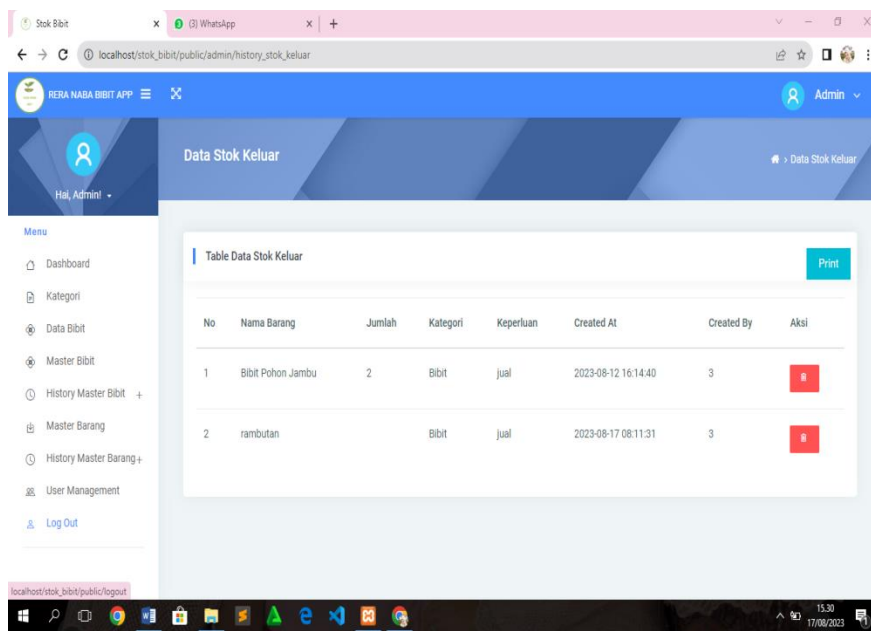 Stok Bibit
(3) WhatsApp
localhost/stok_bibit/public/admin/history_stok_keluar
RERA NABA BIBIT APP
Admin
Hai, Admin!
Data Stok Keluar
› Data Stok Keluar
Menu
Dashboard
Kategori
Data Bibit
Master Bibit
History Master Bibit +
Master Barang
History Master Barang+
User Management
Log Out
Table Data Stok Keluar
Print
No Nama Barang Jumlah Kategori Keperluan Created At Created By Aksi
1 Bibit Pohon Jambu 2 Bibit jual 2023-08-12 16:14:40 3
2 rambutan Bibit jual 2023-08-17 08:11:31 3
localhost/stok_bibit/public/logout
15.30
17/08/2023